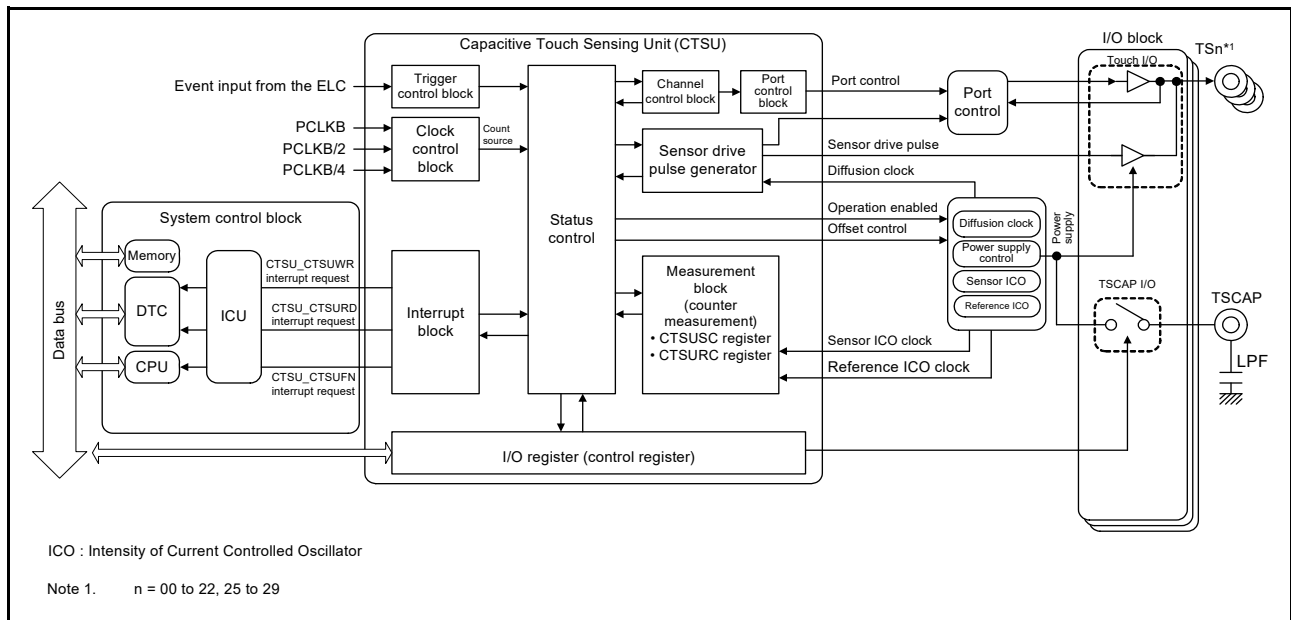 Capacitive Touch Sensing Unit (CTSU)
I/O block
TSn*1
Touch I/O
Event input from the ELC
Trigger
control block
Channel
control block
Port
control
block
Port control
Port
control
PCLKB
PCLKB/2
PCLKB/4
Clock
control
block
Count
source
Sensor drive
pulse generator
Sensor drive pulse
Diffusion clock
System control block
Status
control
Operation enabled
Offset control
Diffusion clock
Power supply
control
Sensor ICO
Reference ICO
Power
supply
Data bus
Memory
DTC
CPU
ICU
CTSU_CTSUWR
interrupt request
CTSU_CTSURD
interrupt request
CTSU_CTSUFN
interrupt request
Interrupt
block
Measurement
block
(counter
measurement)
• CTSUSC register
• CTSURC register
Sensor ICO clock
Reference ICO clock
TSCAP I/O
TSCAP
LPF
I/O register (control register)
ICO : Intensity of Current Controlled Oscillator
Note 1. n = 00 to 22, 25 to 29